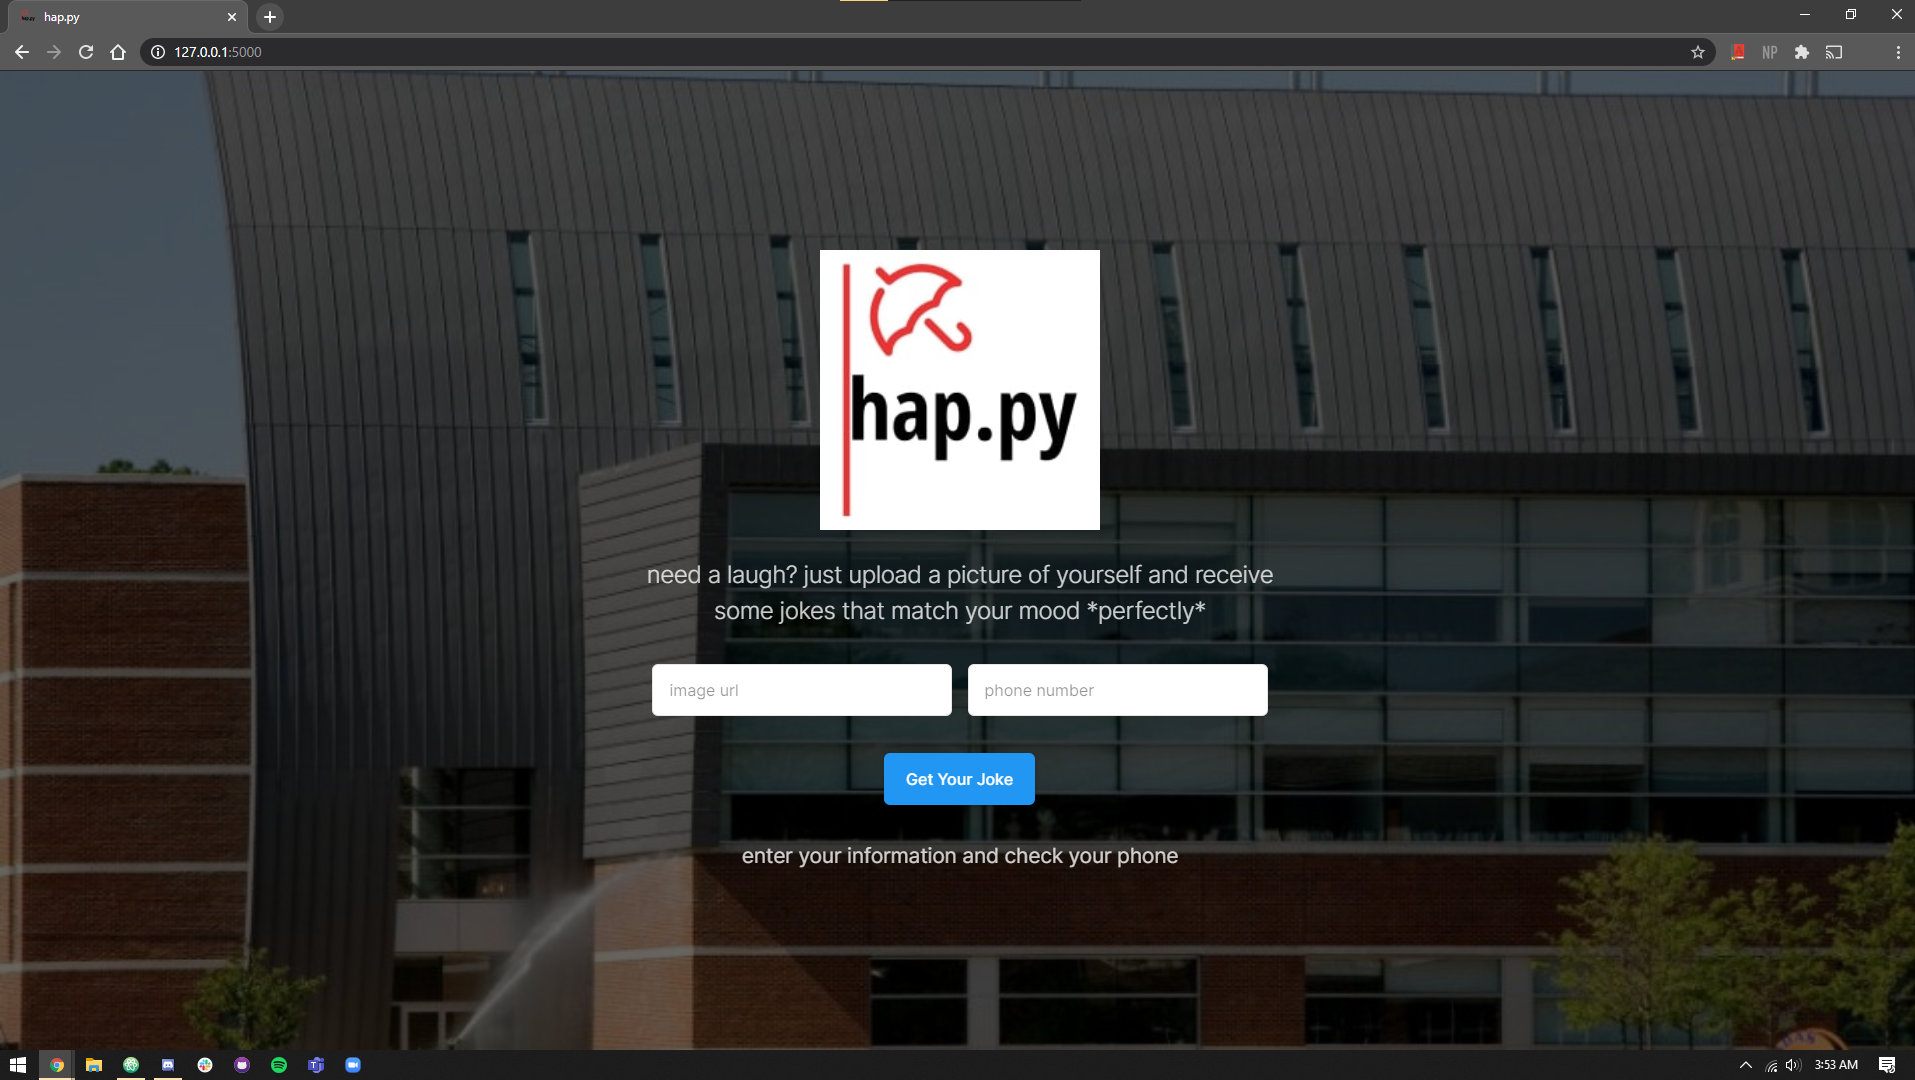 hap.py
127.0.0.1:5000
NP
hap.py
need a laugh? just upload a picture of yourself and receive
some jokes that match your mood *perfectly*
image url
phone number
Get Your Joke
enter your information and check your phone
3:53 AM